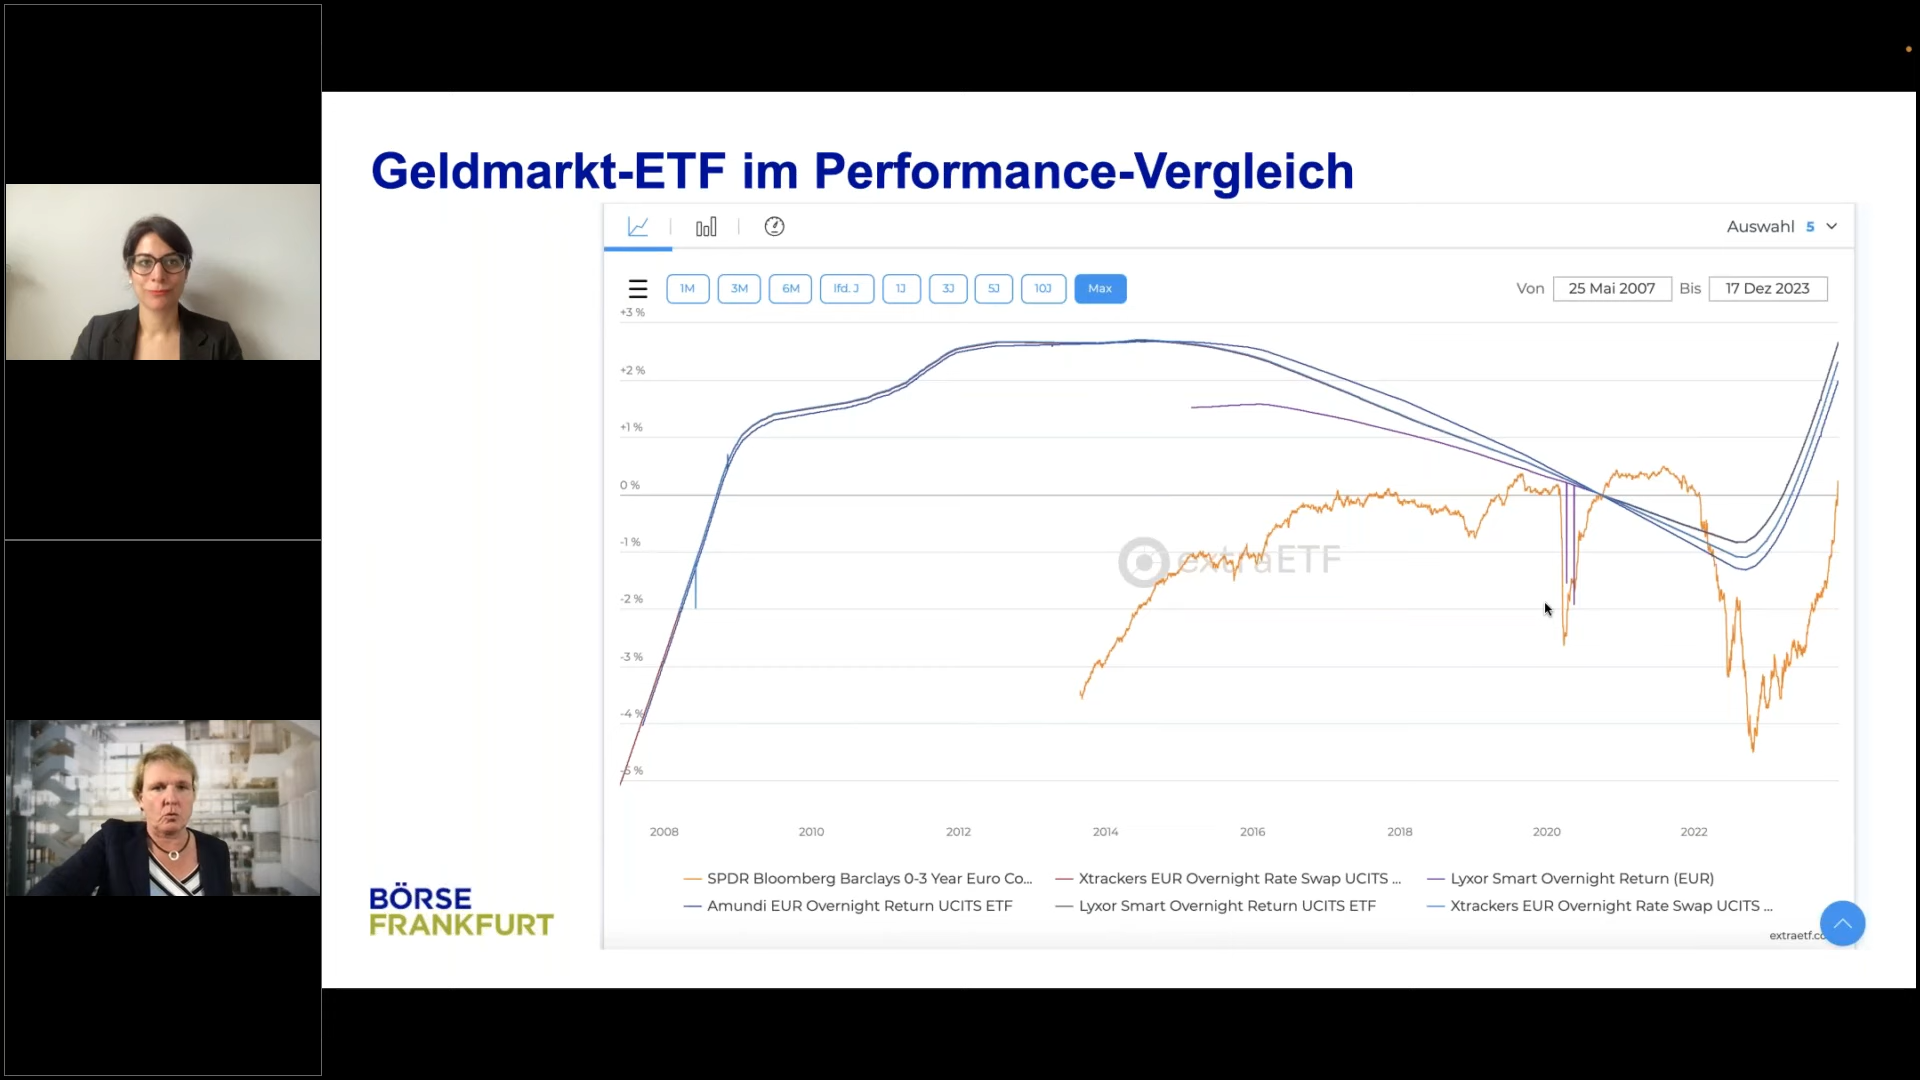 Geldmarkt-ETF im Performance-Vergleich
Auswahl 5
1M 3M 6M lfd. J 1J 3J 5J 10J Max
Von 25 Mai 2007 Bis 17 Dez 2023
+3 %
+2 %
+1 %
0 %
-1 %
extraETF
-2 %
-3 %
-4 %
-5 %
2008 2010 2012 2014 2016 2018 2020 2022
SPDR Bloomberg Barclays 0-3 Year Euro Co... Xtrackers EUR Overnight Rate Swap UCITS ... Lyxor Smart Overnight Return (EUR)
Amundi EUR Overnight Return UCITS ETF Lyxor Smart Overnight Return UCITS ETF Xtrackers EUR Overnight Rate Swap UCITS ...
BÖRSE
FRANKFURT
extraetf.co